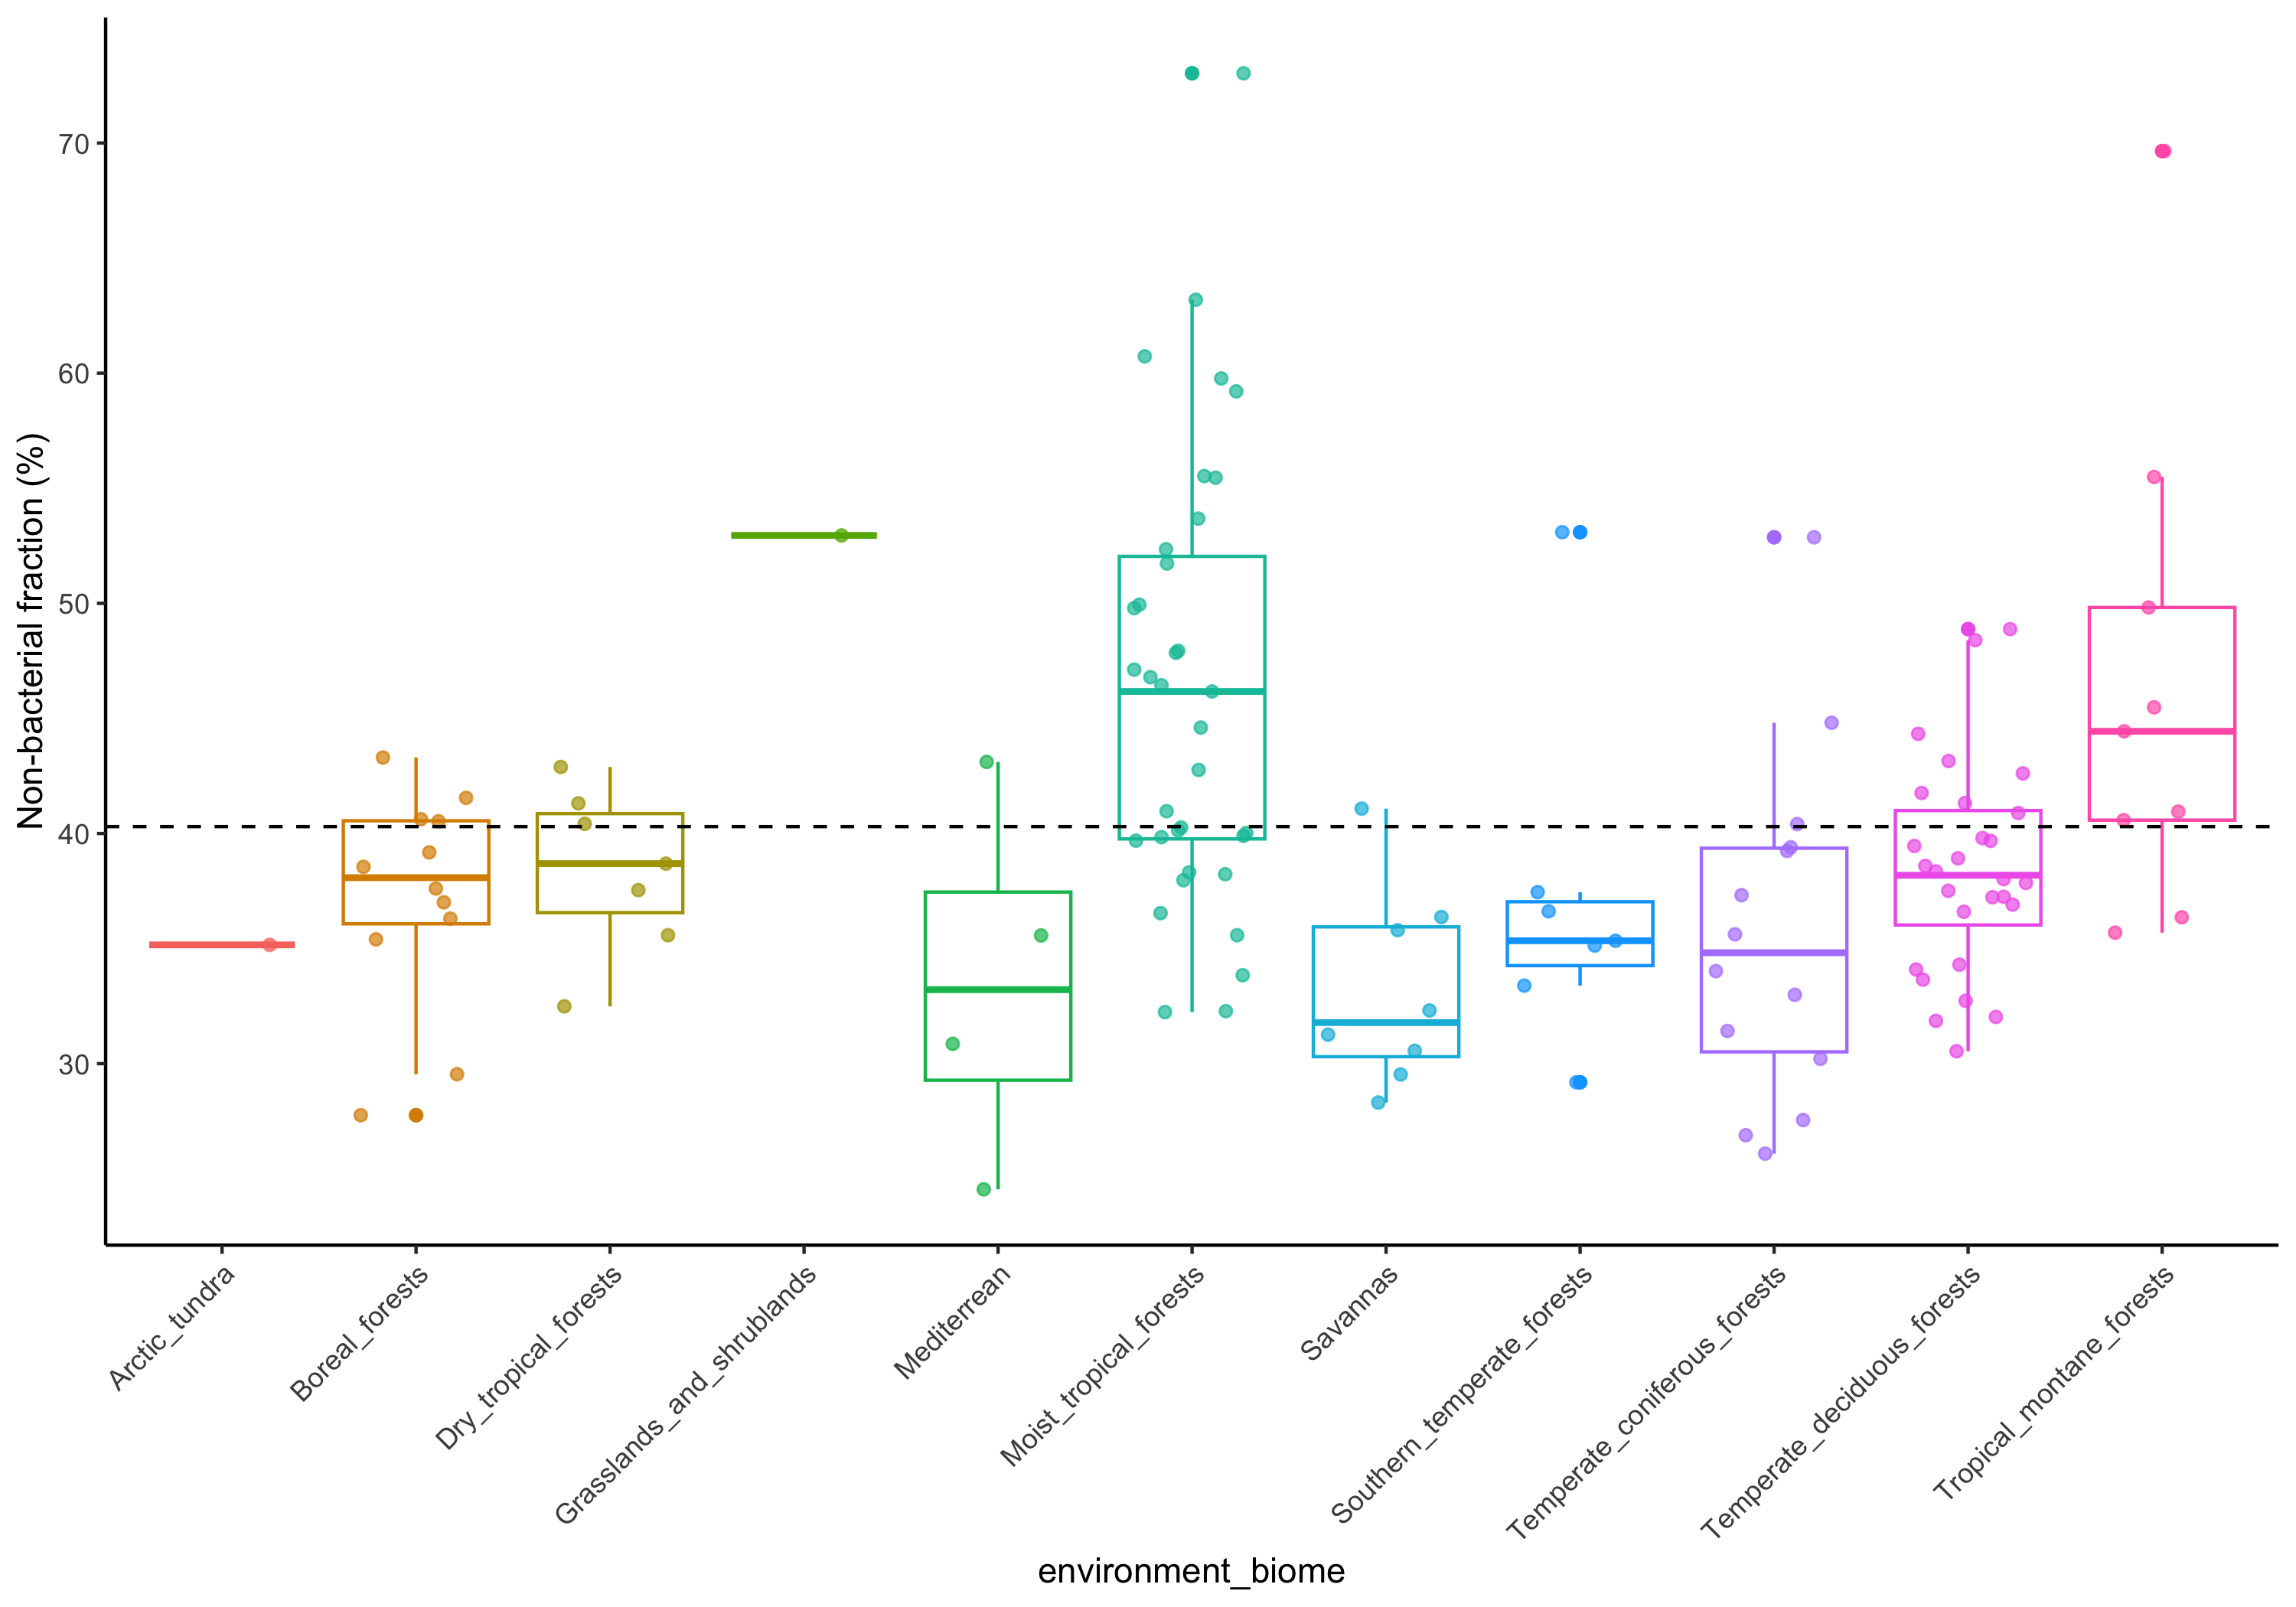 Non-bacterial fraction (%)
70
60
50
40
30
Arctic_tundra
Boreal_forests
Dry_tropical_forests
Grasslands_and_shrublands
Mediterrean
Moist_tropical_forests
Savannas
Southern_temperate_forests
Temperate_coniferous_forests
Temperate_deciduous_forests
Tropical_montane_forests
environment_biome